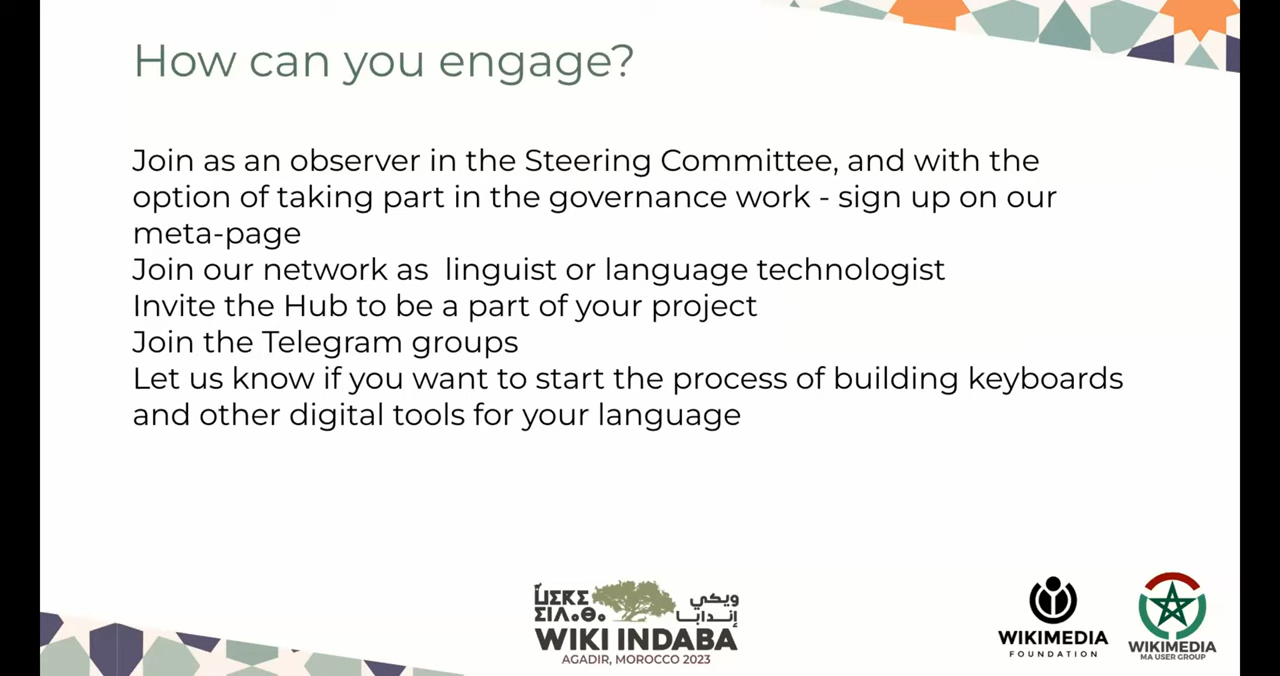 How can you engage?
Join as an observer in the Steering Committee, and with the
option of taking part in the governance work - sign up on our
meta-page
Join our network as  linguist or language technologist
Invite the Hub to be a part of your project
Join the Telegram groups
Let us know if you want to start the process of building keyboards
and other digital tools for your language
ⵡⵉⴽⵉ
ⵉⵏⴷⴰⴱⴰ
ويكي
إندابا
WIKI INDABA
AGADIR, MOROCCO 2023
WIKIMEDIA
FOUNDATION
WIKIMEDIA
MA USER GROUP